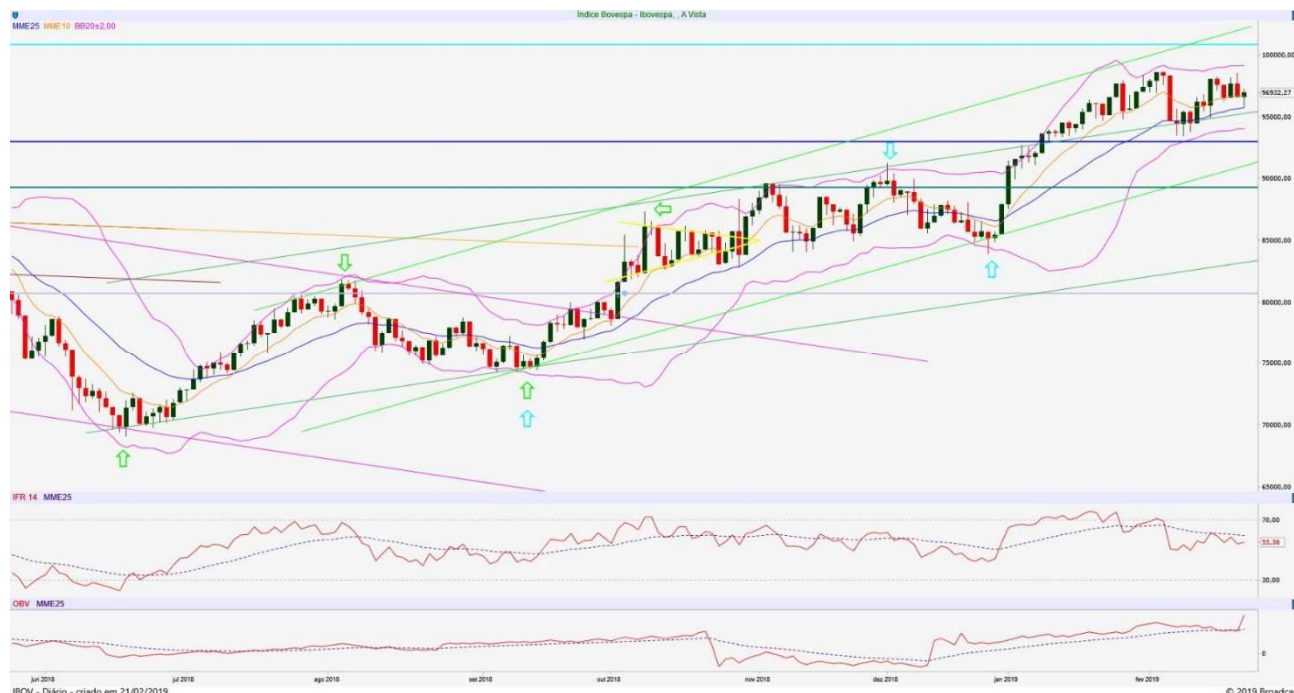 Índice Bovespa - Ibovespa, , A Vista
MME25 MME10 BB20±2,00
100000,00
96932,27
95000,00
90000,00
85000,00
80000,00
75000,00
70000,00
65000,00
IFR 14 MME25
70,00
55,38
30,00
OBV MME25
0
jun 2018 jul 2018 ago 2018 set 2018 out 2018 nov 2018 dez 2018 jan 2019 fev 2019
IBOV - Diário - criado em 21/02/2019 © 2019 Broadca